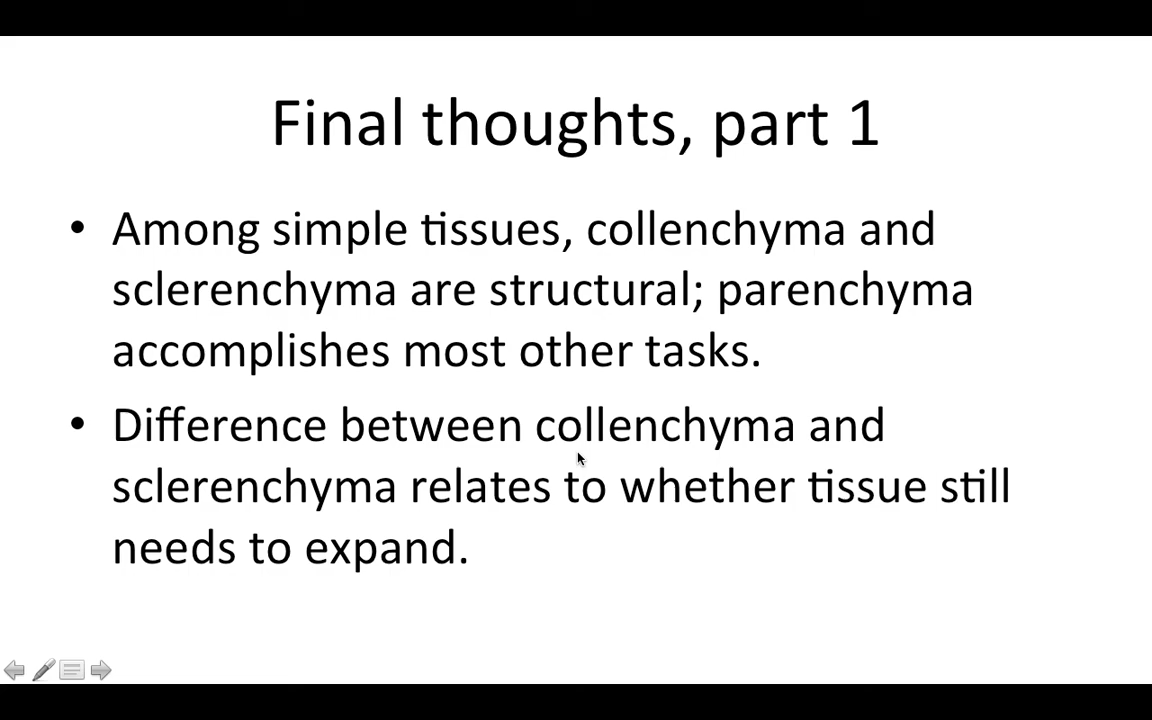 Final thoughts, part 1
• Among simple tissues, collenchyma and
sclerenchyma are structural; parenchyma
accomplishes most other tasks.
• Difference between collenchyma and
sclerenchyma relates to whether tissue still
needs to expand.